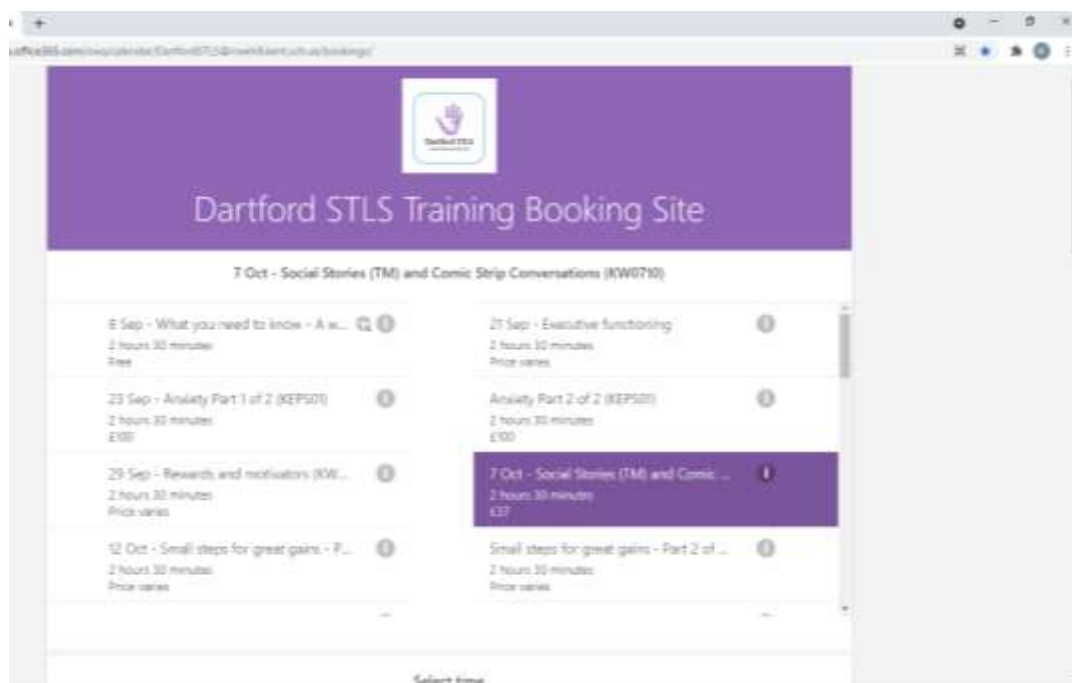 Dartford STLS
Dartford STLS Training Booking Site
7 Oct - Social Stories (TM) and Comic Strip Conversations (KW0710)
8 Sep - What you need to know - A w...
2 hours 30 minutes
Free
21 Sep - Executive functioning
2 hours 30 minutes
Price varies
23 Sep - Anxiety Part 1 of 2 (KEPS01)
2 hours 30 minutes
£100
Anxiety Part 2 of 2 (KEPS01)
2 hours 30 minutes
£100
29 Sep - Rewards and motivators (KW...
2 hours 30 minutes
Price varies
7 Oct - Social Stories (TM) and Comic ...
2 hours 30 minutes
£37
12 Oct - Small steps for great gains - P...
2 hours 30 minutes
Price varies
Small steps for great gains - Part 2 of ...
2 hours 30 minutes
Price varies
Select time